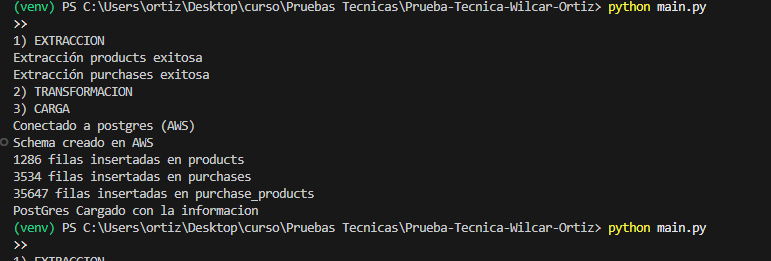 (venv) PS C:\Users\ortiz\Desktop\curso\Pruebas Tecnicas\Prueba-Tecnica-Wilcar-Ortiz> python main.py
>>
1) EXTRACCION
Extracción products exitosa
Extracción purchases exitosa
2) TRANSFORMACION
3) CARGA
Conectado a postgres (AWS)
Schema creado en AWS
1286 filas insertadas en products
3534 filas insertadas en purchases
35647 filas insertadas en purchase_products
PostGres Cargado con la informacion
(venv) PS C:\Users\ortiz\Desktop\curso\Pruebas Tecnicas\Prueba-Tecnica-Wilcar-Ortiz> python main.py
>>
1) EXTRACCION